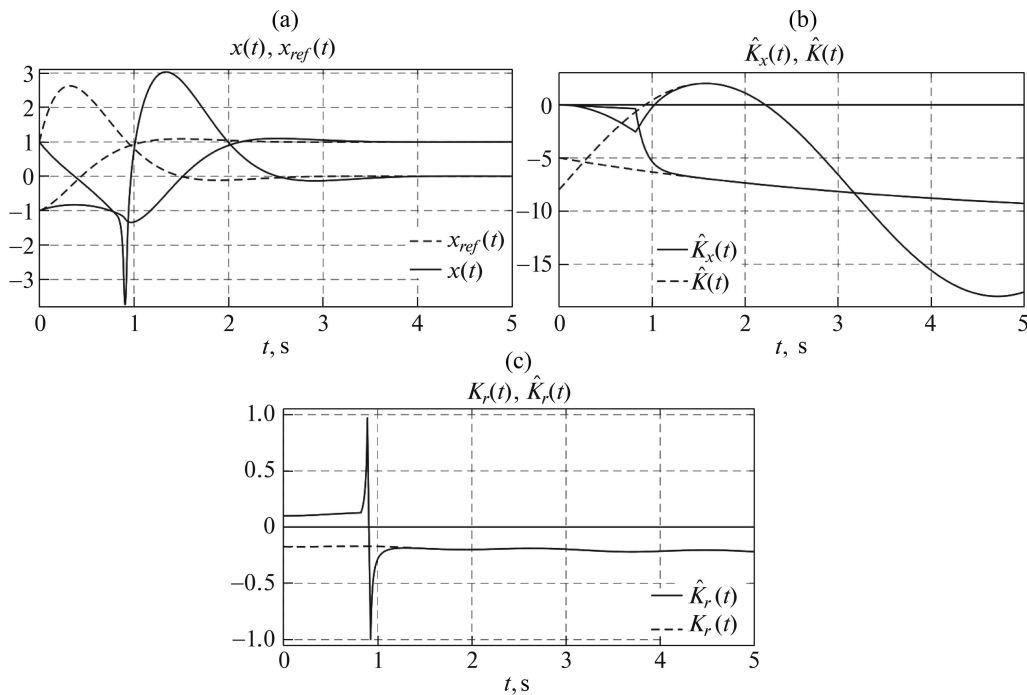 (a)
x(t), x_ref(t)
3
2
1
0
−1
−2
−3
x_ref(t)
x(t)
0 1 2 3 4 5
t, s
(b)
K̂_x(t), K̂(t)
0
−5
−10
−15
K̂_x(t)
K̂(t)
0 1 2 3 4 5
t, s
(c)
K_r(t), K̂_r(t)
1.0
0.5
0
−0.5
−1.0
K̂_r(t)
K_r(t)
0 1 2 3 4 5
t, s